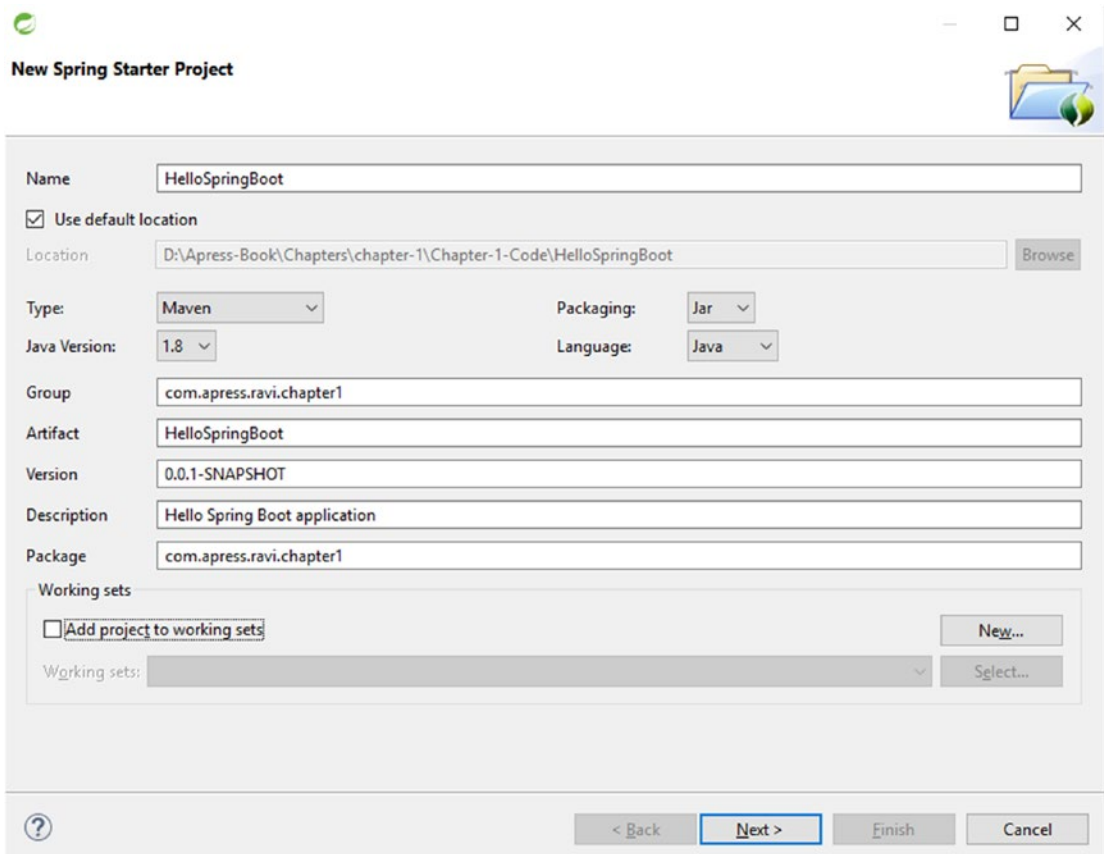 New Spring Starter Project
Name HelloSpringBoot
Use default location
Location D:\Apress-Book\Chapters\chapter-1\Chapter-1-Code\HelloSpringBoot Browse
Type: Maven Packaging: Jar
Java Version: 1.8 Language: Java
Group com.apress.ravi.chapter1
Artifact HelloSpringBoot
Version 0.0.1-SNAPSHOT
Description Hello Spring Boot application
Package com.apress.ravi.chapter1
Working sets
Add project to working sets New...
Working sets: Select...
? < Back Next > Finish Cancel